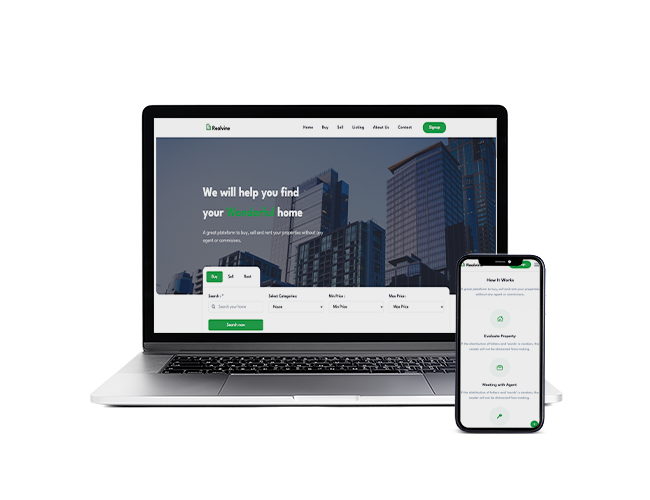 Realvine
Home Buy Sell Listing About Us Contact Signup
We will help you find
your Wonderful home
A great plateform to buy, sell and rent your properties without any
agent or commissions.
Buy Sell Rent
Search : Select Categories: Min Price : Max Price :
Search your home House Min Price Max Price
Search now
Realvine
How It Works
A great plateform to buy, sell and rent your properties
without any agent or commissions.
Evaluate Property
If the distribution of letters and 'words' is random, the
reader will not be distracted from making.
Meeting with Agent
If the distribution of letters and 'words' is random, the
reader will not be distracted from making.